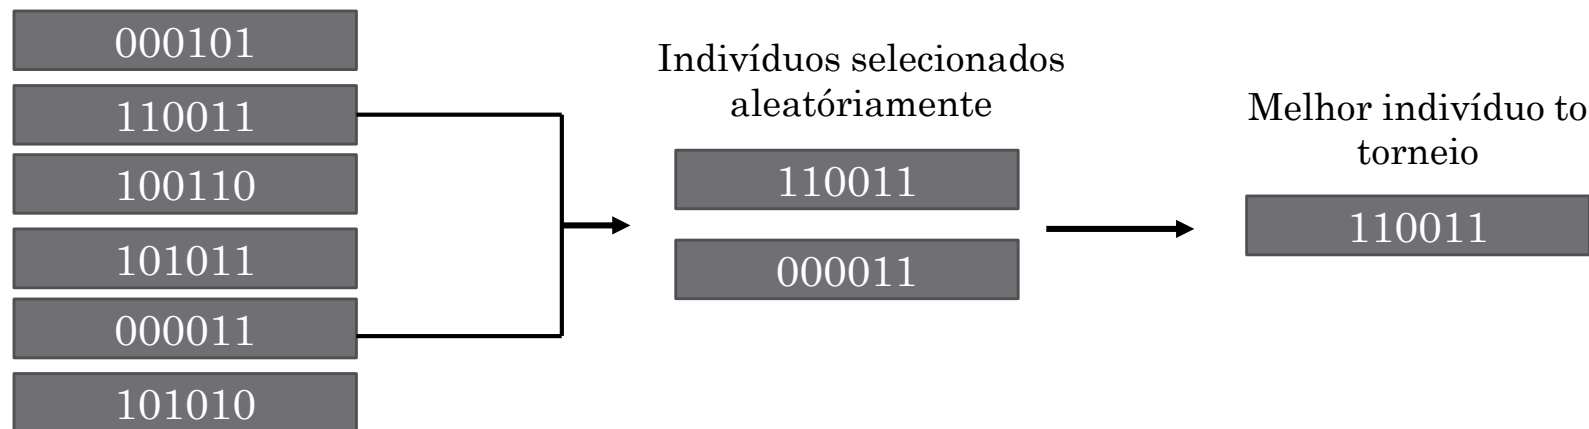 000101
110011
100110
101011
000011
101010
Indivíduos selecionados
aleatóriamente
110011
000011
Melhor indivíduo to
torneio
110011